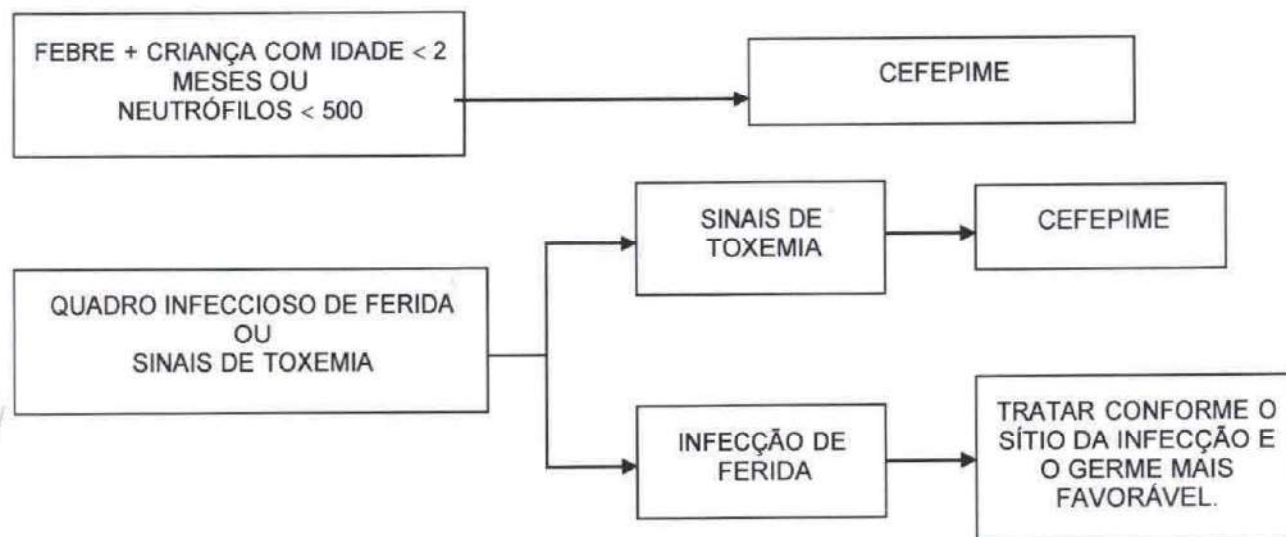 FEBRE + CRIANÇA COM IDADE < 2
MESES OU
NEUTRÓFILOS < 500
CEFEPIME
SINAIS DE
TOXEMIA
CEFEPIME
QUADRO INFECCIOSO DE FERIDA
OU
SINAIS DE TOXEMIA
INFECÇÃO DE
FERIDA
TRATAR CONFORME O
SÍTIO DA INFECÇÃO E
O GERME MAIS
FAVORÁVEL.